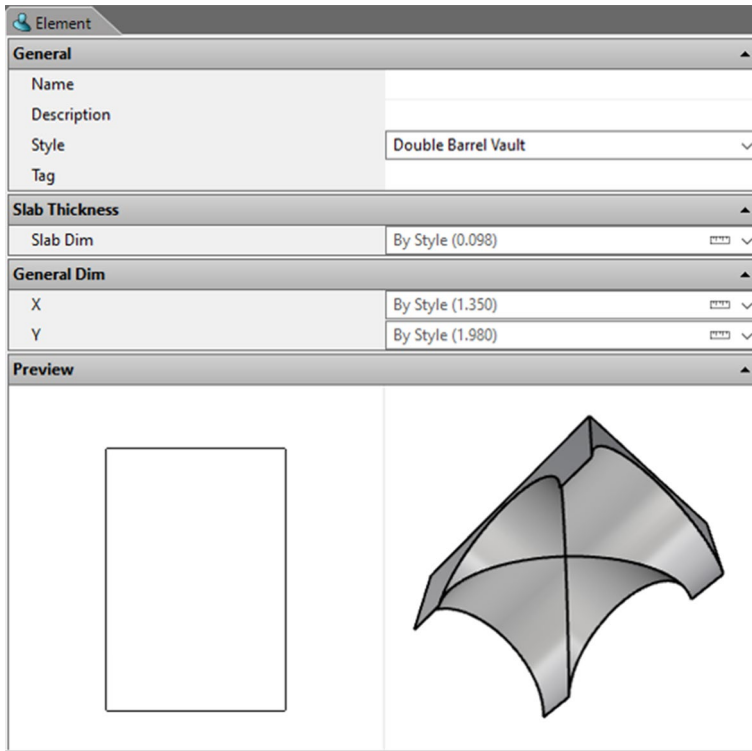 Element
General
Name
Description
Style Double Barrel Vault
Tag
Slab Thickness
Slab Dim By Style (0.098)
General Dim
X By Style (1.350)
Y By Style (1.980)
Preview